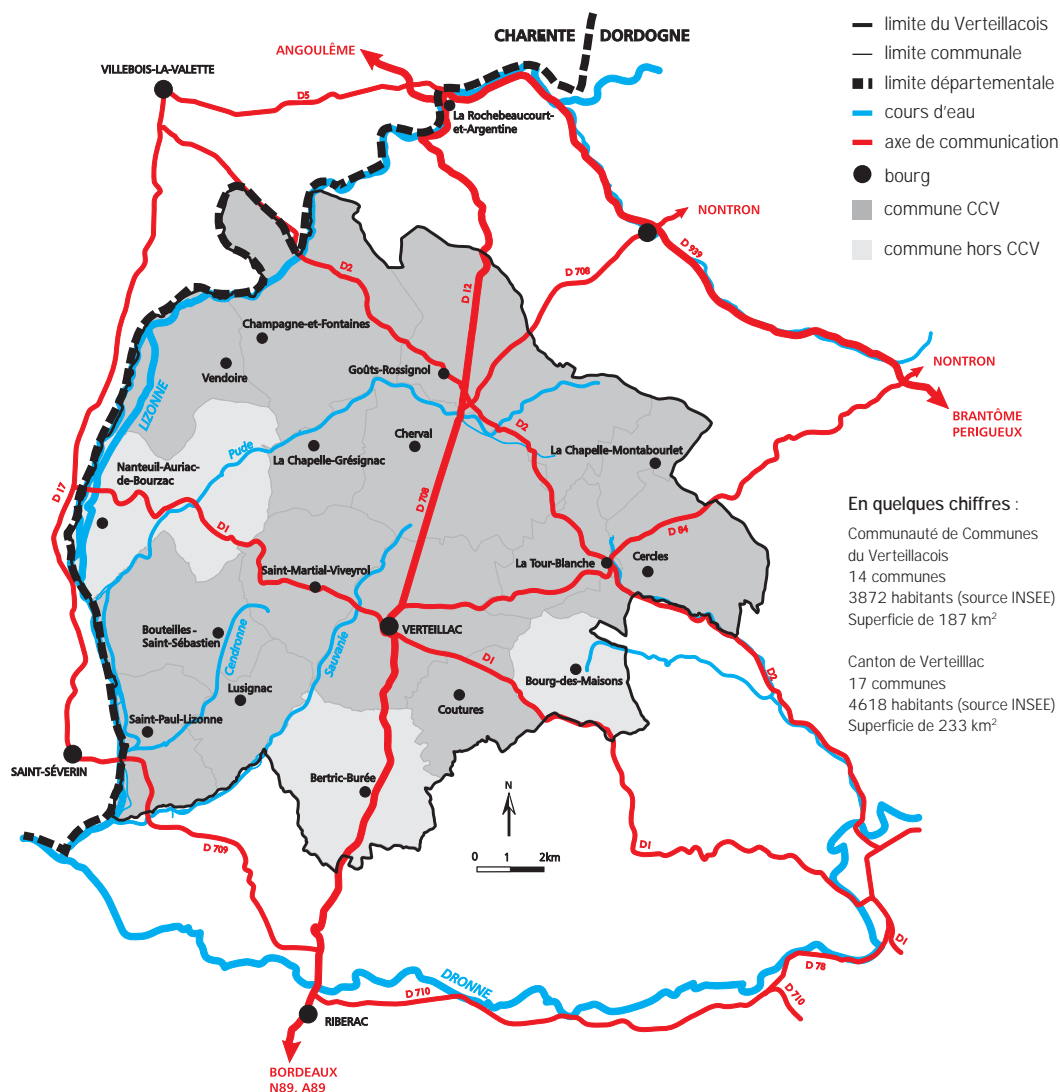 CHARENTE
DORDOGNE
ANGOULÊME
VILLEBOIS-LA-VALETTE
D5
La Rochebeaucourt-
et-Argentine
limite du Verteillacois
limite communale
limite départementale
cours d'eau
axe de communication
bourg
commune CCV
commune hors CCV
NONTRON
D 939
D 708
D2
D 12
Champagne-et-Fontaines
Vendoire
Goûts-Rossignol
LIZONNE
NONTRON
BRANTÔME
PERIGUEUX
D2
Pude
Cherval
La Chapelle-Grésignac
La Chapelle-Montabourlet
Nanteuil-Auriac-
de-Bourzac
D 17
D1
D 708
D 84
La Tour-Blanche
Cercles
Saint-Martial-Viveyrol
VERTEILLAC
Bouteilles-
Saint-Sébastien
Cendronne
Sauvanie
D1
Bourg-des-Maisons
D2
Lusignac
Coutures
Saint-Paul-Lizonne
SAINT-SÉVERIN
Bertric-Burée
N
0 1 2km
D 709
D1
D1
D 78
DRONNE
D 710
D 710
RIBERAC
BORDEAUX
N89, A89
En quelques chiffres :
Communauté de Communes
du Verteillacois
14 communes
3872 habitants (source INSEE)
Superficie de 187 km²
Canton de Verteilllac
17 communes
4618 habitants (source INSEE)
Superficie de 233 km²